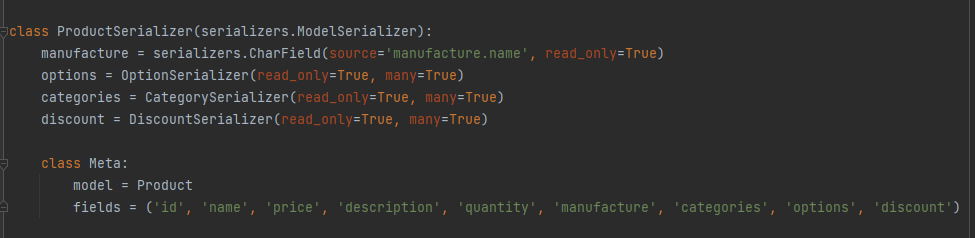 class ProductSerializer(serializers.ModelSerializer):
    manufacture = serializers.CharField(source='manufacture.name', read_only=True)
    options = OptionSerializer(read_only=True, many=True)
    categories = CategorySerializer(read_only=True, many=True)
    discount = DiscountSerializer(read_only=True, many=True)
    class Meta:
        model = Product
        fields = ('id', 'name', 'price', 'description', 'quantity', 'manufacture', 'categories', 'options', 'discount')